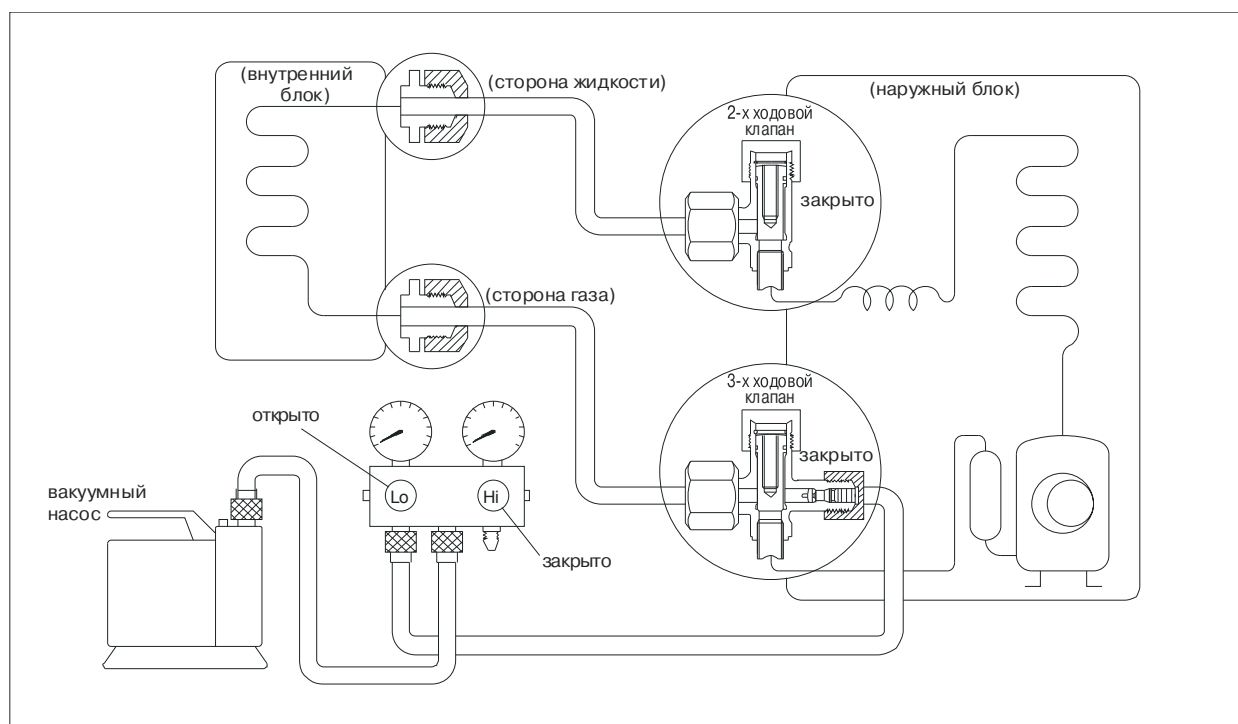 (внутренний
блок)
(сторона жидкости)
2-х ходовой
клапан
закрыто
(наружный блок)
(сторона газа)
3-х ходовой
клапан
закрыто
открыто
Lo
Hi
закрыто
вакуумный
насос